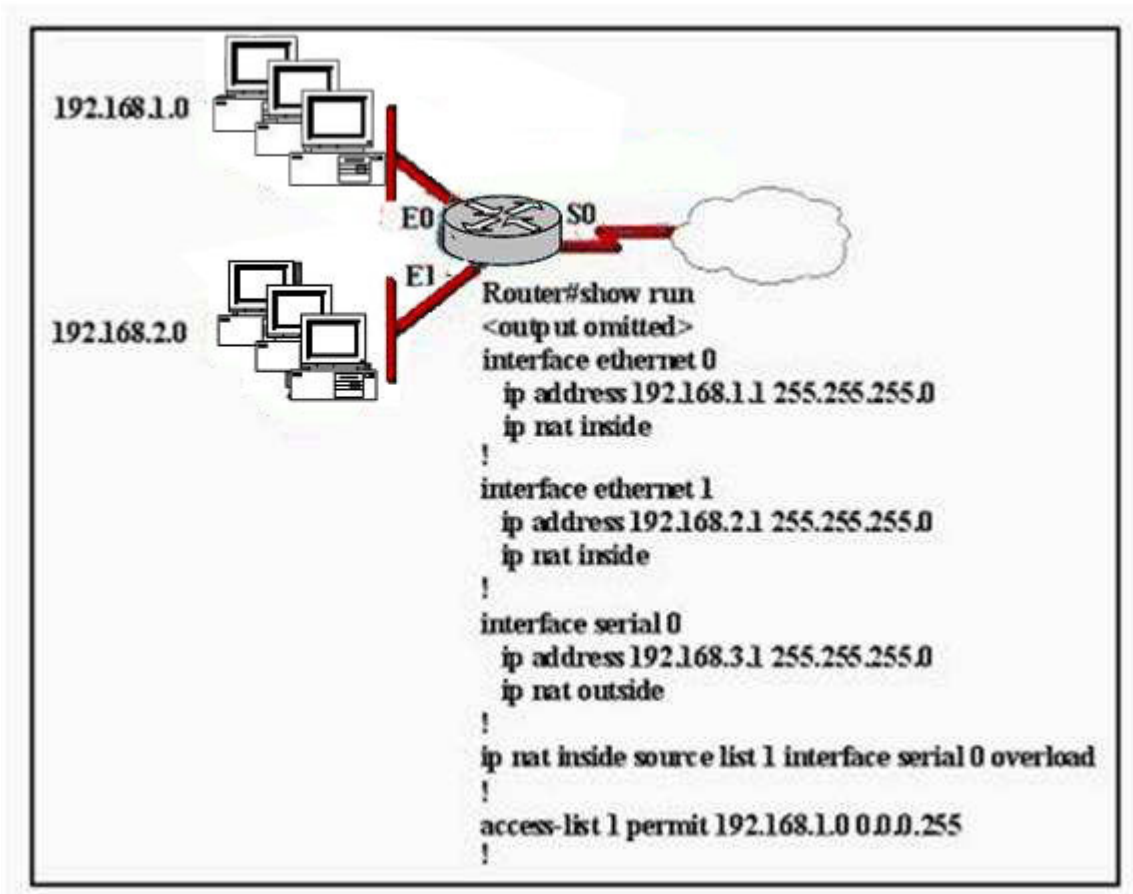 192.168.1.0
E0
S0
E1
192.168.2.0
Router#show run
<output omitted>
interface ethernet 0
ip address 192.168.1.1 255.255.255.0
ip nat inside
!
interface ethernet 1
ip address 192.168.2.1 255.255.255.0
ip nat inside
!
interface serial 0
ip address 192.168.3.1 255.255.255.0
ip nat outside
!
ip nat inside source list 1 interface serial 0 overload
!
access-list 1 permit 192.168.1.0 0.0.0.255
!